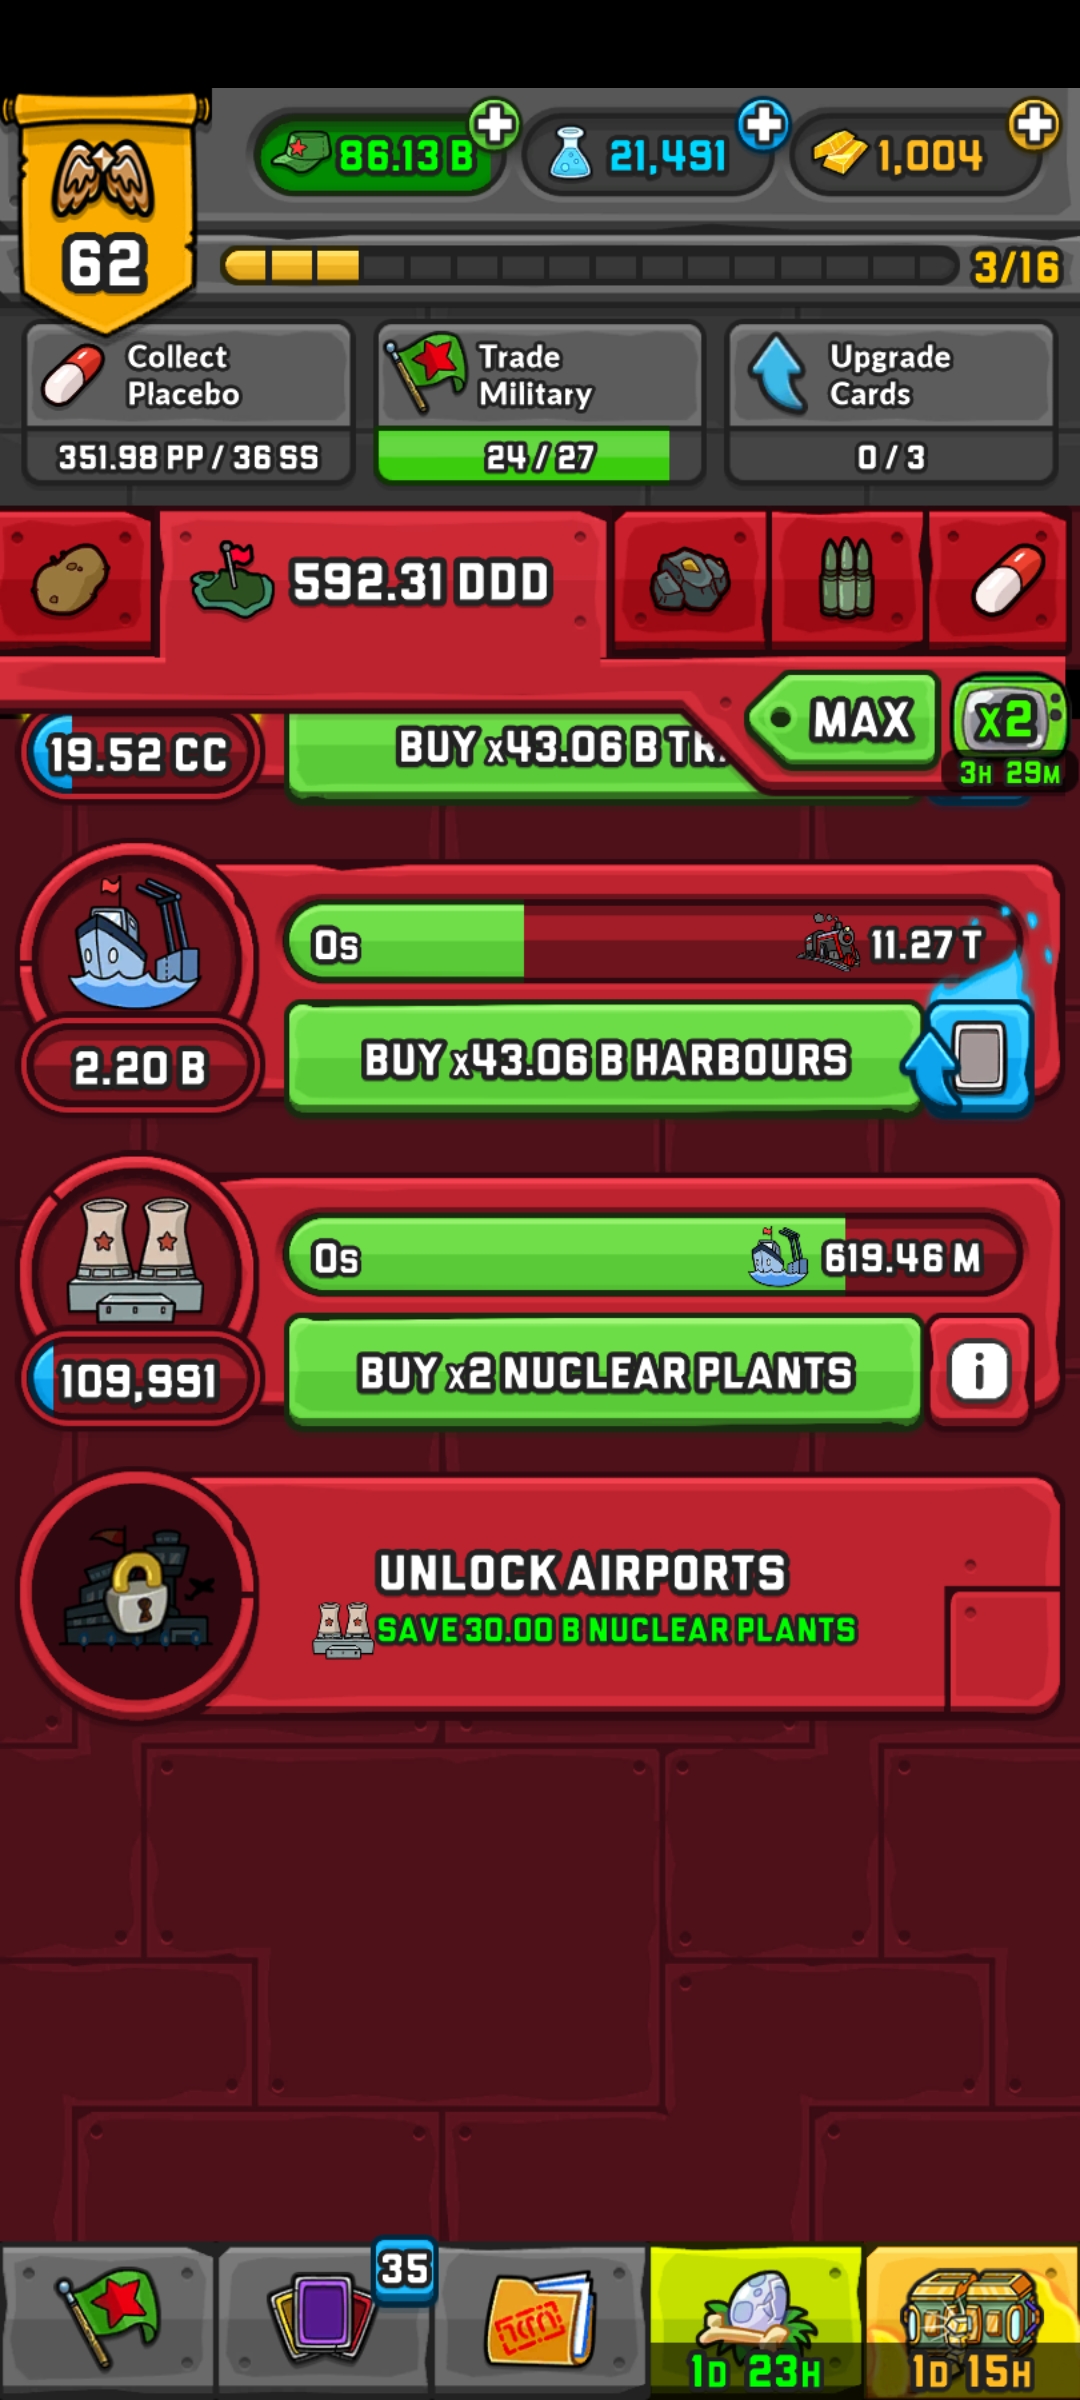 86.13 B
21,491
1,004
62
3/16
Collect
Placebo
351.98 PP / 36 SS
Trade
Military
24 / 27
Upgrade
Cards
0 / 3
592.31 DDD
MAX
x2
3H 29M
19.52 CC
BUY x43.06 B
0s
11.27 T
2.20 B
BUY x43.06 B HARBOURS
0s
619.46 M
109,991
BUY x2 NUCLEAR PLANTS
i
UNLOCK AIRPORTS
SAVE 30.00 B NUCLEAR PLANTS
35
1D 23H
1D 15H